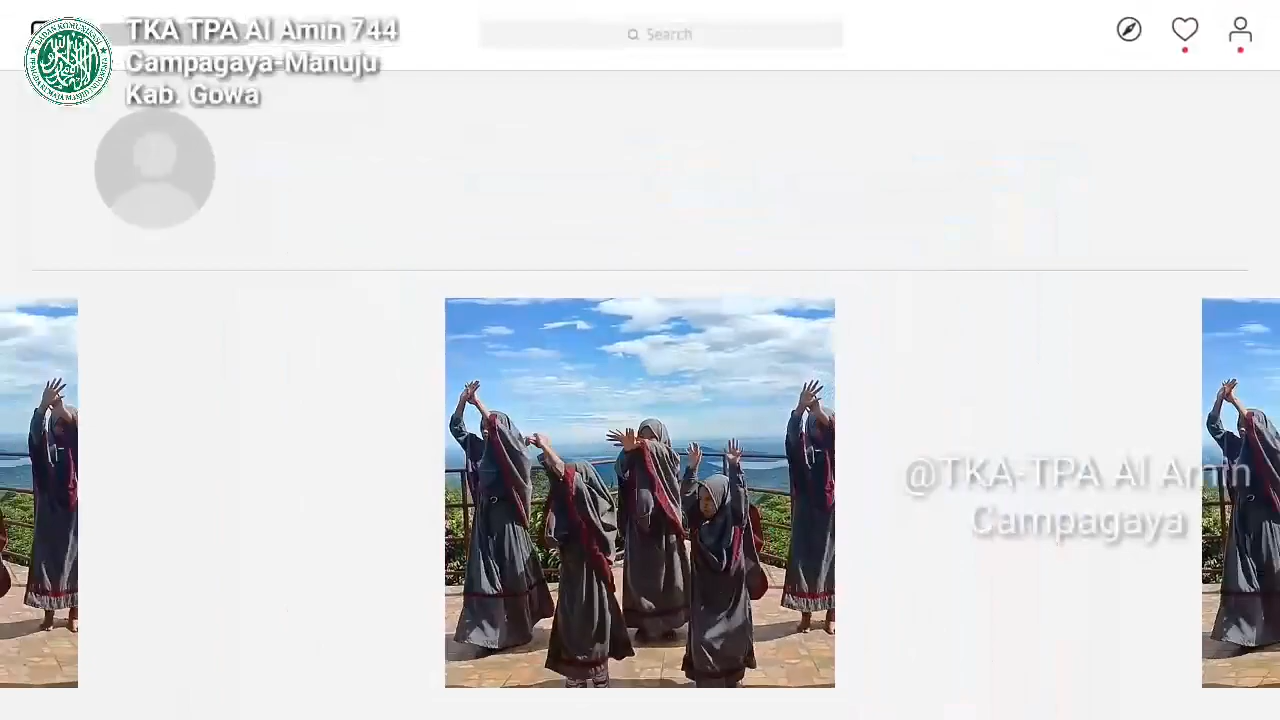 TKA TPA Al Amin 744
Campagaya-Manuju
Kab. Gowa
Search
@TKA-TPA Al Amin
Campagaya